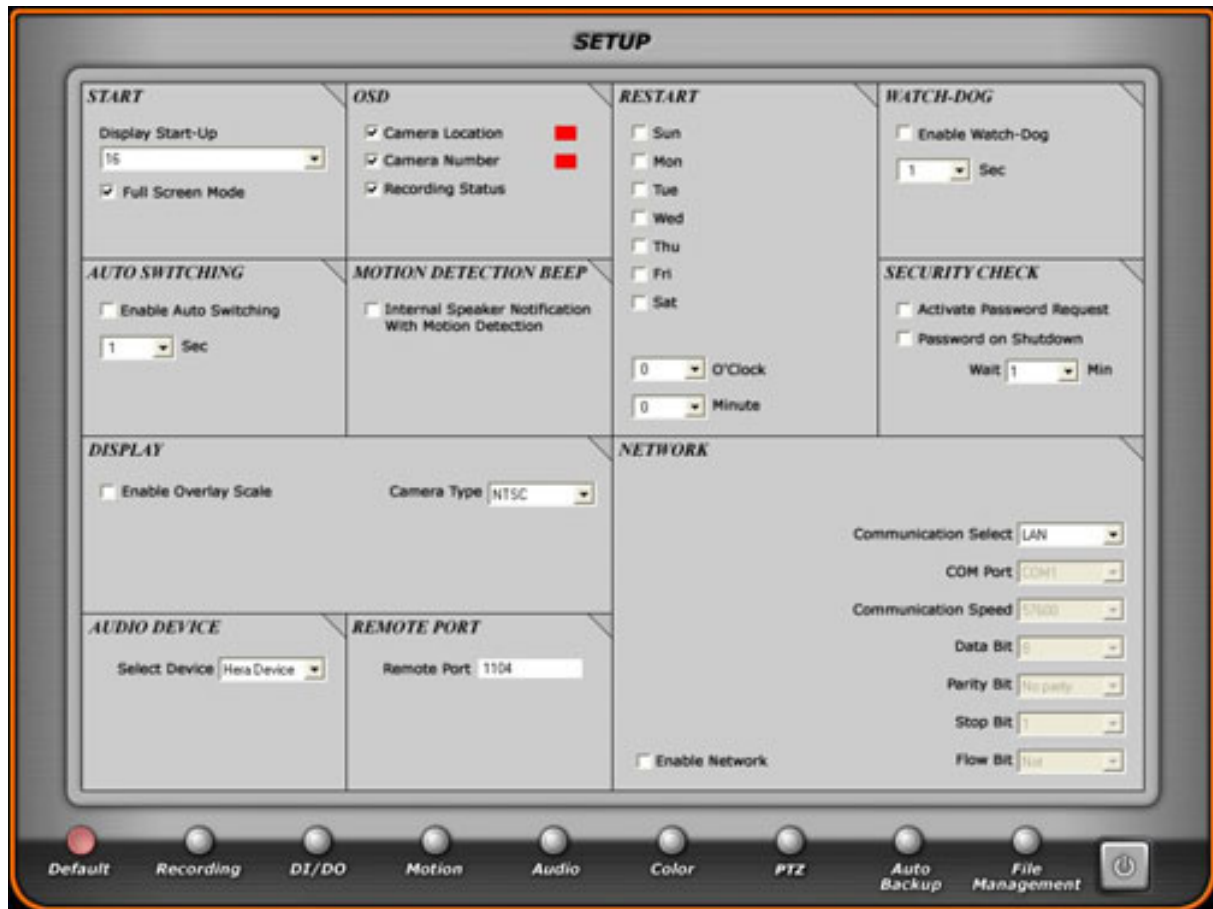 SETUP
START
Display Start-Up
16
Full Screen Mode
OSD
Camera Location
Camera Number
Recording Status
RESTART
Sun
Mon
Tue
Wed
Thu
Fri
Sat
0 O'Clock
0 Minute
WATCH-DOG
Enable Watch-Dog
1 Sec
AUTO SWITCHING
Enable Auto Switching
1 Sec
MOTION DETECTION BEEP
Internal Speaker Notification
With Motion Detection
SECURITY CHECK
Activate Password Request
Password on Shutdown
Wait 1 Min
DISPLAY
Enable Overlay Scale
Camera Type NTSC
NETWORK
Communication Select LAN
COM Port COM1
Communication Speed 57600
Data Bit
Parity Bit No parity
Stop Bit 1
Flow Bit
Enable Network
AUDIO DEVICE
Select Device Hera Device
REMOTE PORT
Remote Port 1104
Default
Recording
DI/DO
Motion
Audio
Color
PTZ
Auto
Backup
File
Management